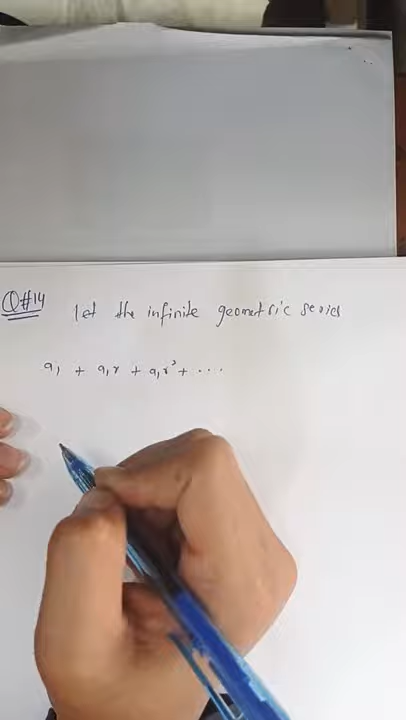 Q#14 let the infinite geometric series
a₁ + a₁r + a₁r² + ....